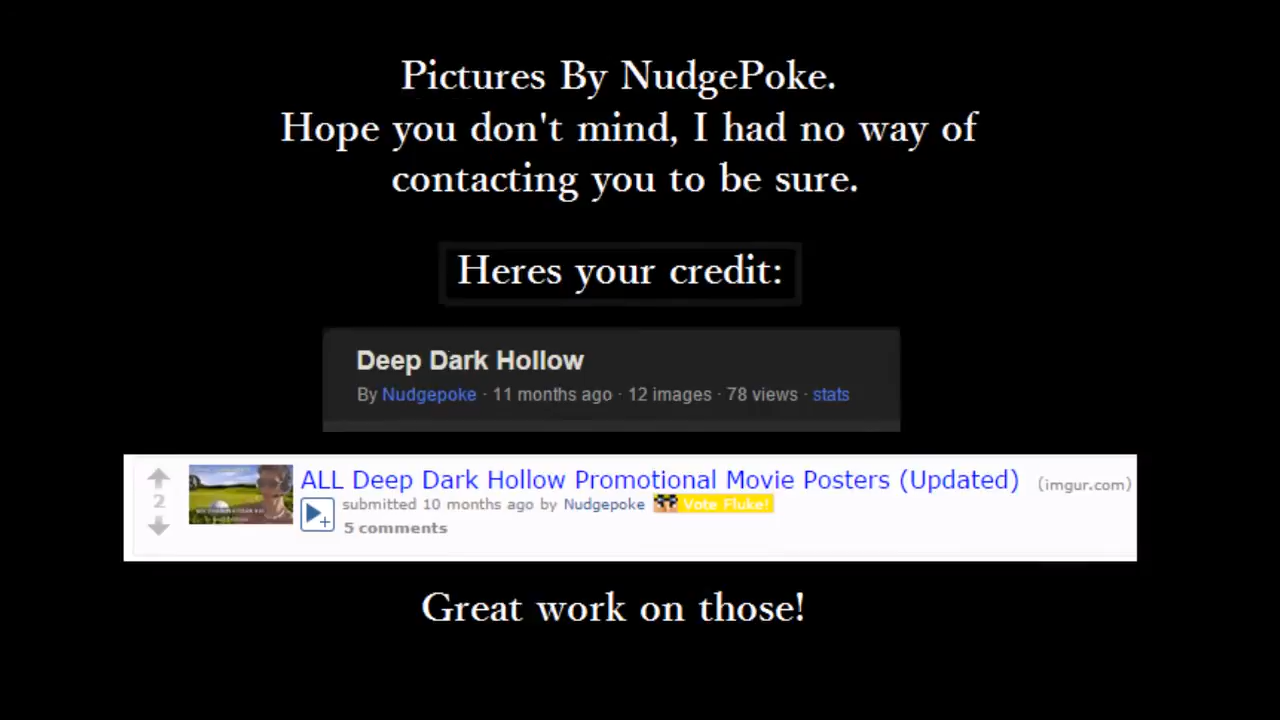 Pictures By NudgePoke.
Hope you don't mind, I had no way of
contacting you to be sure.
Heres your credit:
Deep Dark Hollow
By Nudgepoke · 11 months ago · 12 images · 78 views · stats
ALL Deep Dark Hollow Promotional Movie Posters (Updated) (imgur.com)
2
submitted 10 months ago by Nudgepoke Vote Fluke!
5 comments
Great work on those!